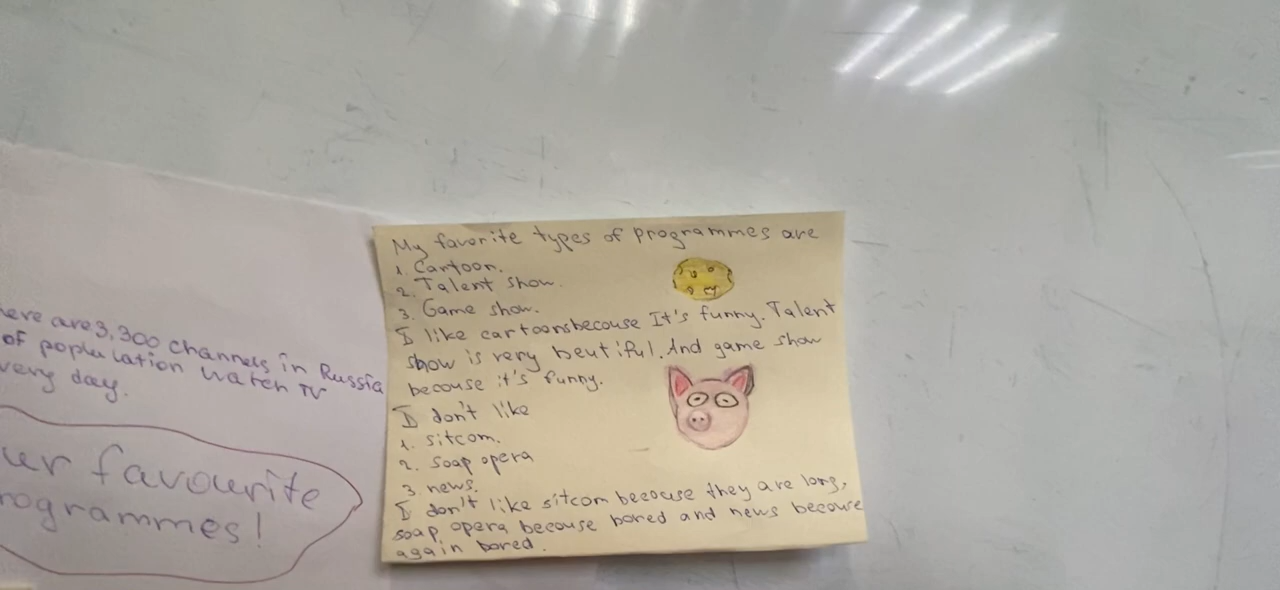 ere are 3,300 channels in Russia
of poplulation watch TV
very day.
ur favourite
rogrammes!
My favorite types of programmes are
1. Cartoon.
2. Talent show.
3. Game show.
I like cartoonsbecouse It's funny. Talent
show is very beutiful. And game show
becouse it's funny.
I don't like
1. sitcom.
2. soap opera
3. news.
I don't like sitcom becouse they are long,
soap opera becouse bored and news becouse
again bored.